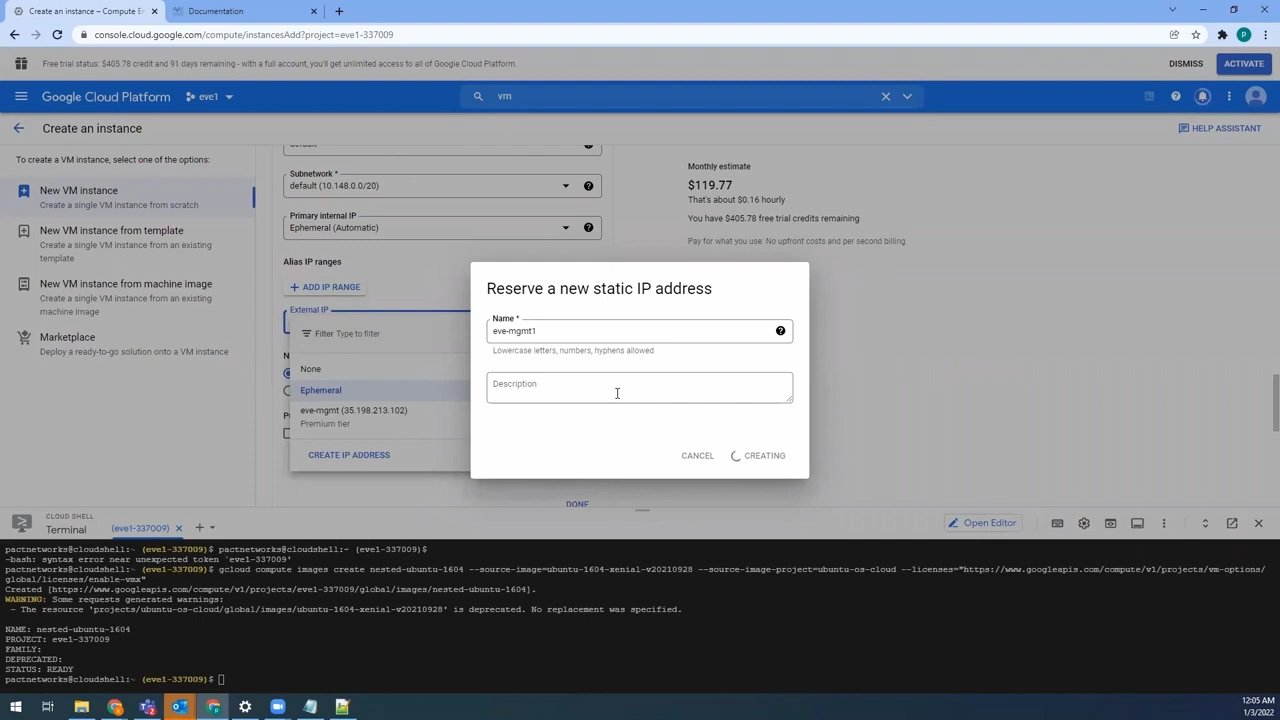 Create an instance – Compute En
Documentation
console.cloud.google.com/compute/instancesAdd?project=eve1-337009
P
Free trial status: $405.78 credit and 91 days remaining - with a full account, you'll get unlimited access to all of Google Cloud Platform.
DISMISS
ACTIVATE
Google Cloud Platform
eve1
vm
Create an instance
HELP ASSISTANT
To create a VM instance, select one of the options:
New VM instance
Create a single VM instance from scratch
New VM instance from template
Create a single VM instance from an existing
template
New VM instance from machine image
Create a single VM instance from an existing
machine image
Marketplace
Deploy a ready-to-go solution onto a VM instance
default
Subnetwork *
default (10.148.0.0/20)
Primary internal IP
Ephemeral (Automatic)
Alias IP ranges
ADD IP RANGE
External IP
Filter Type to filter
None
Ephemeral
eve-mgmt (35.198.213.102)
Premium tier
CREATE IP ADDRESS
DONE
Monthly estimate
$119.77
That's about $0.16 hourly
You have $405.78 free trial credits remaining
Pay for what you use: No upfront costs and per second billing
Reserve a new static IP address
Name *
eve-mgmt1
Lowercase letters, numbers, hyphens allowed
Description
CANCEL
CREATING
CLOUD SHELL
Terminal
(eve1-337009)
Open Editor
pactnetworks@cloudshell:~ (eve1-337009)$ pactnetworks@cloudshell:~ (eve1-337009)$
-bash: syntax error near unexpected token `eve1-337009'
pactnetworks@cloudshell:~ (eve1-337009)$ gcloud compute images create nested-ubuntu-1604 --source-image=ubuntu-1604-xenial-v20210928 --source-image-project=ubuntu-os-cloud --licenses="https://www.googleapis.com/compute/v1/projects/vm-options/
global/licenses/enable-vmx"
Created [https://www.googleapis.com/compute/v1/projects/eve1-337009/global/images/nested-ubuntu-1604].
WARNING: Some requests generated warnings:
- The resource 'projects/ubuntu-os-cloud/global/images/ubuntu-1604-xenial-v20210928' is deprecated. No replacement was specified.
NAME: nested-ubuntu-1604
PROJECT: eve1-337009
FAMILY:
DEPRECATED:
STATUS: READY
pactnetworks@cloudshell:~ (eve1-337009)$
12:05 AM
1/3/2022